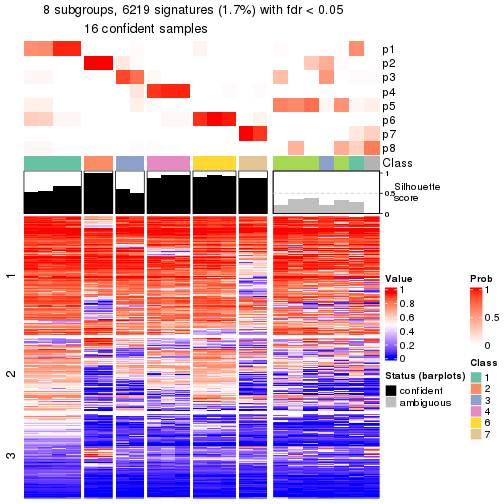 8 subgroups, 6219 signatures (1.7%) with fdr < 0.05
16 confident samples
p1
p2
p3
p4
p5
p6
p7
p8
Class
1
0.5
0
Silhouette
score
1
2
3
Value
1
0.8
0.6
0.4
0.2
0
Status (barplots)
confident
ambiguous
Prob
1
0.5
0
Class
1
2
3
4
6
7